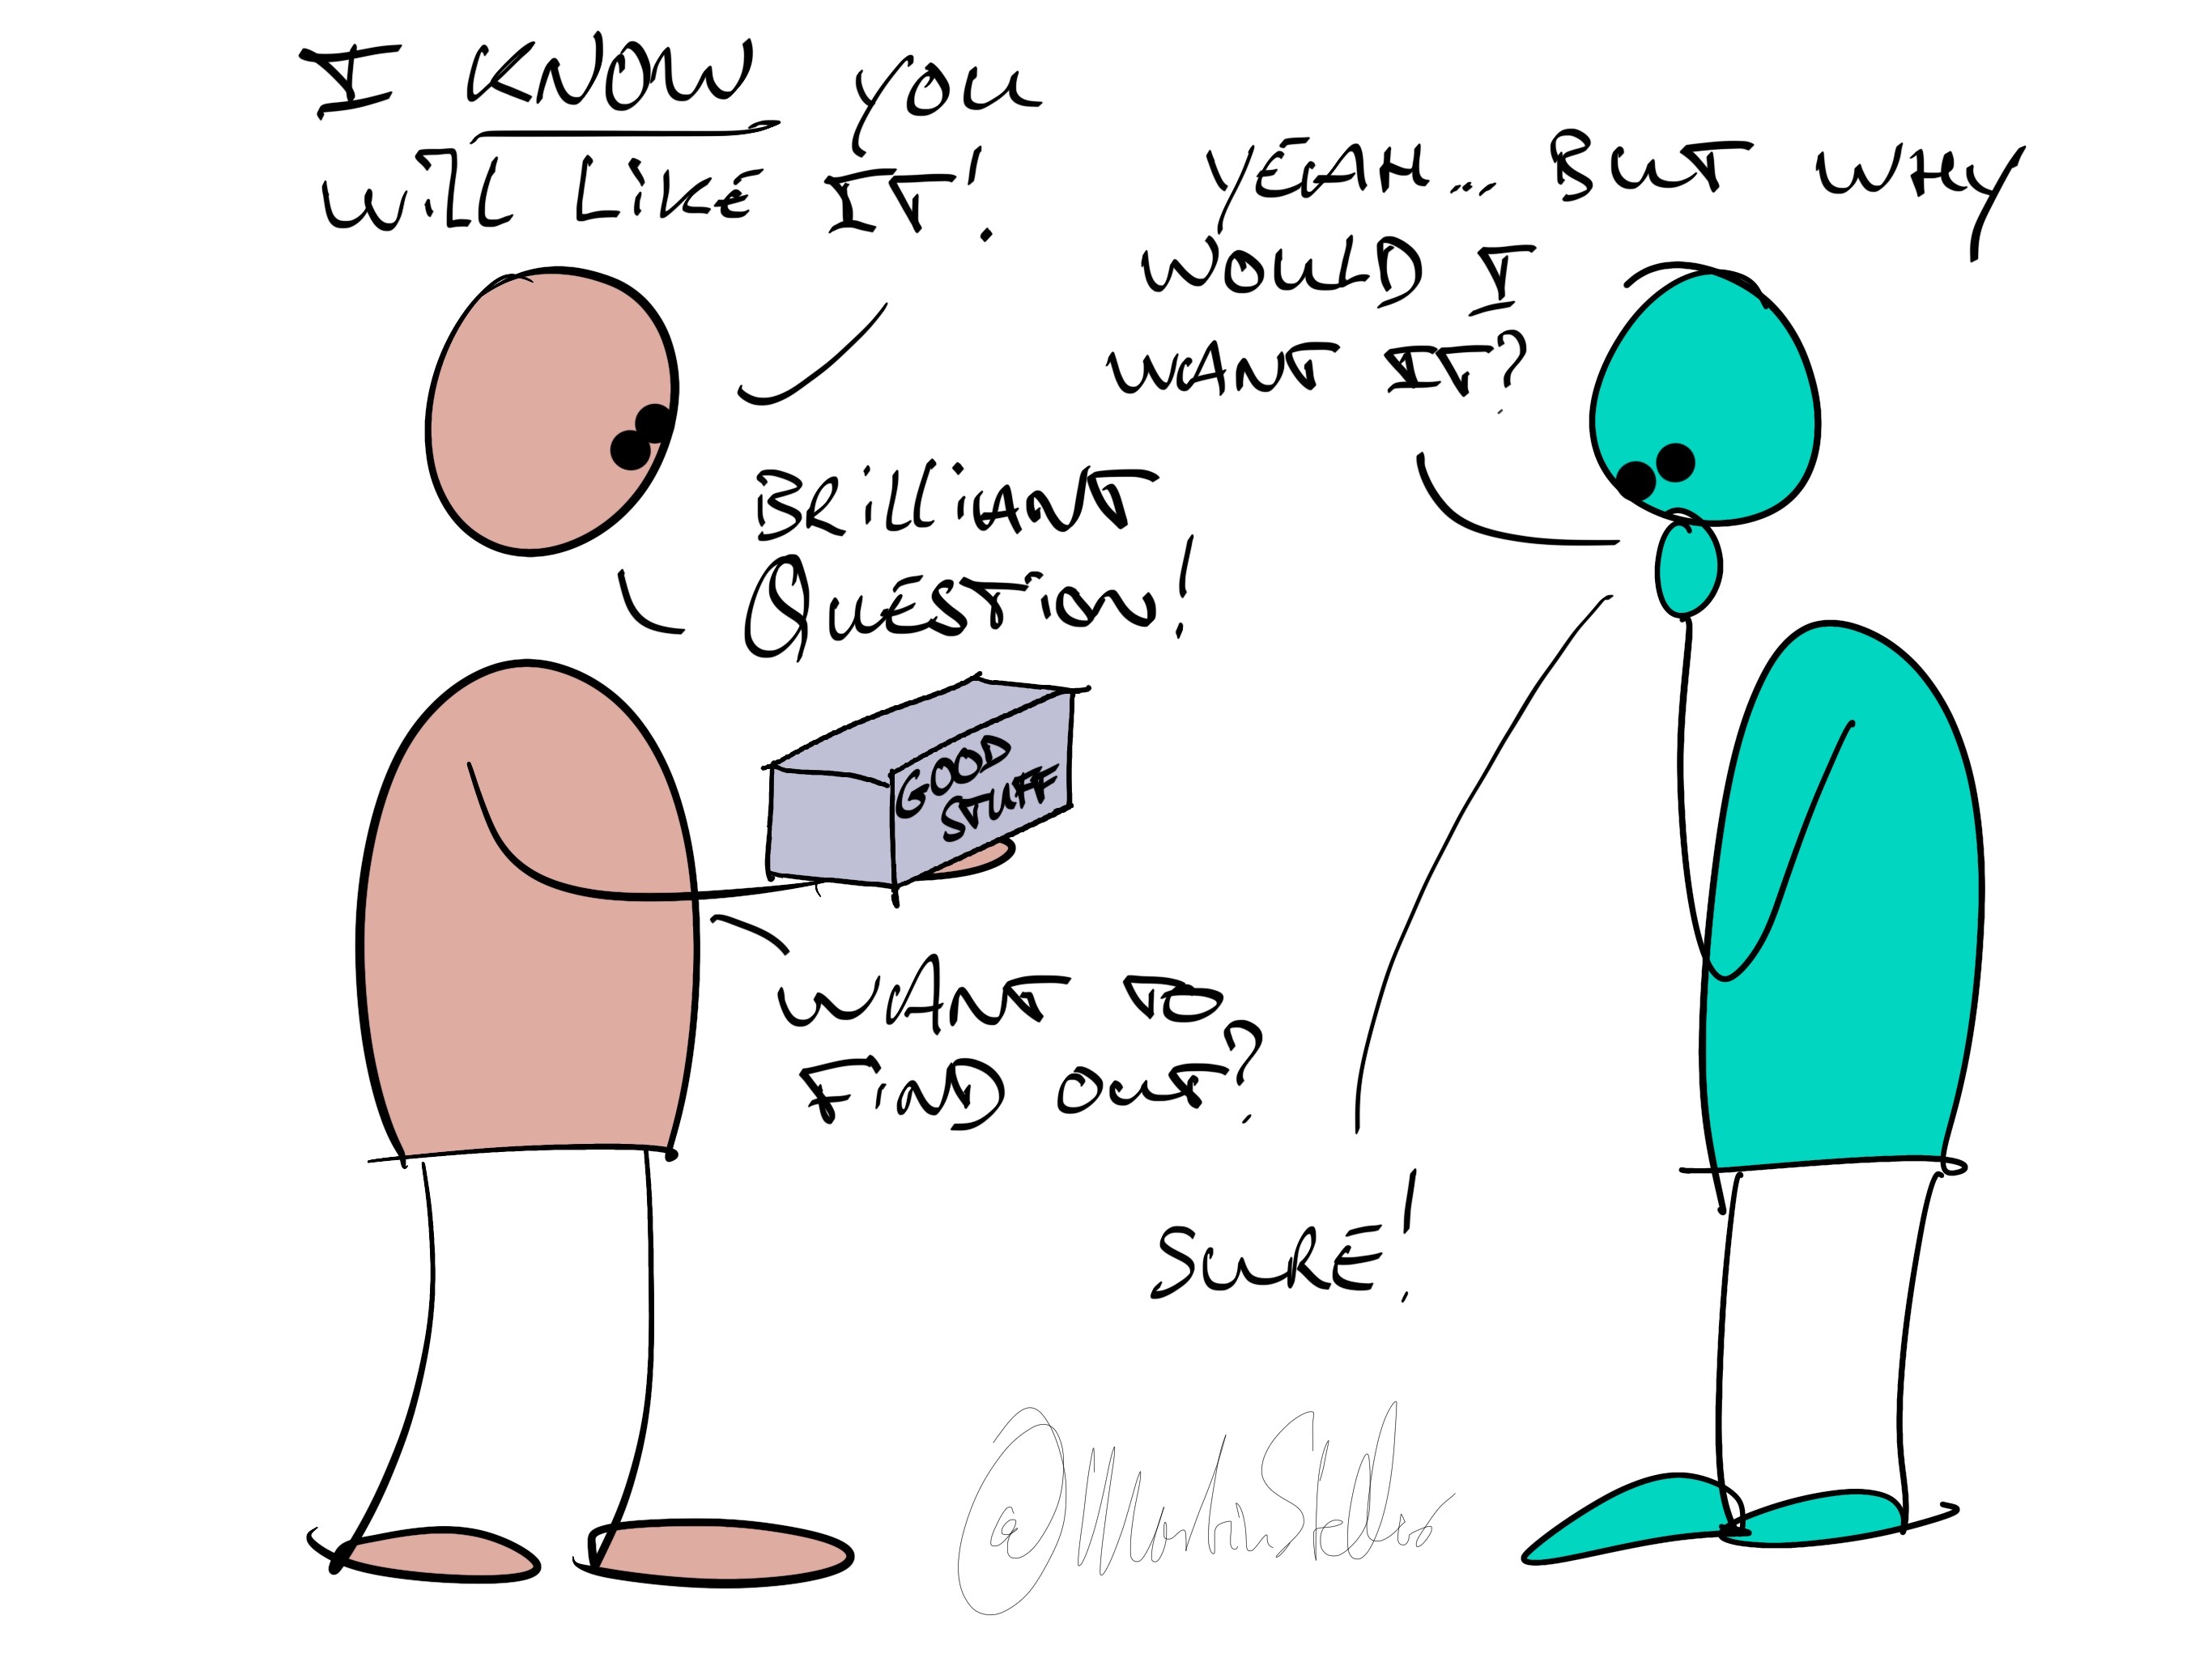 I KNOW you
will like IT!
YEAH... BUT WHY
WOULD I
WANT IT?
BRilliANT
QUESTION!
GOOD
STUFF
WANT TO
FIND OUT?
SURE!
@MartinStellar